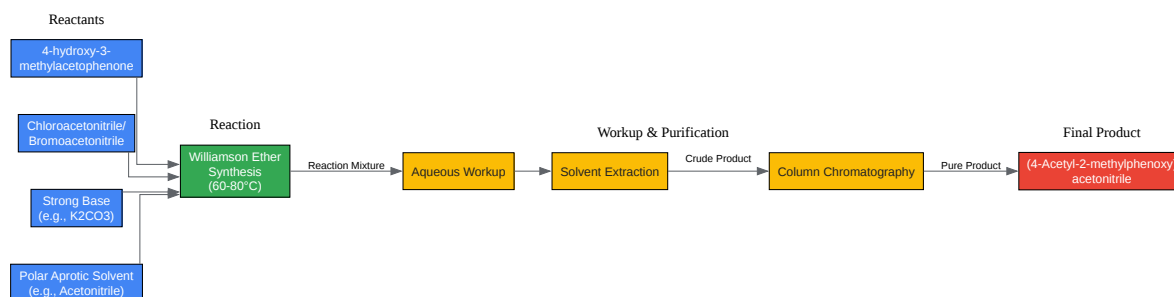 Reactants
4-hydroxy-3-
methylacetophenone
Chloroacetonitrile/
Bromoacetonitrile
Strong Base
(e.g., K2CO3)
Polar Aprotic Solvent
(e.g., Acetonitrile)
Reaction
Williamson Ether
Synthesis
(60-80°C)
Reaction Mixture
Workup & Purification
Aqueous Workup
Solvent Extraction
Crude Product
Column Chromatography
Pure Product
Final Product
(4-Acetyl-2-methylphenoxy)
acetonitrile